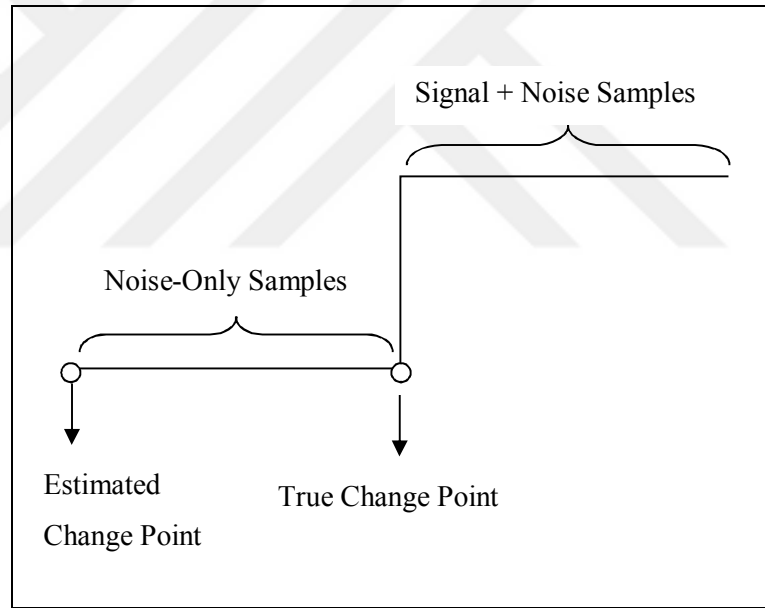 Signal + Noise Samples
Noise-Only Samples
Estimated
Change Point
True Change Point